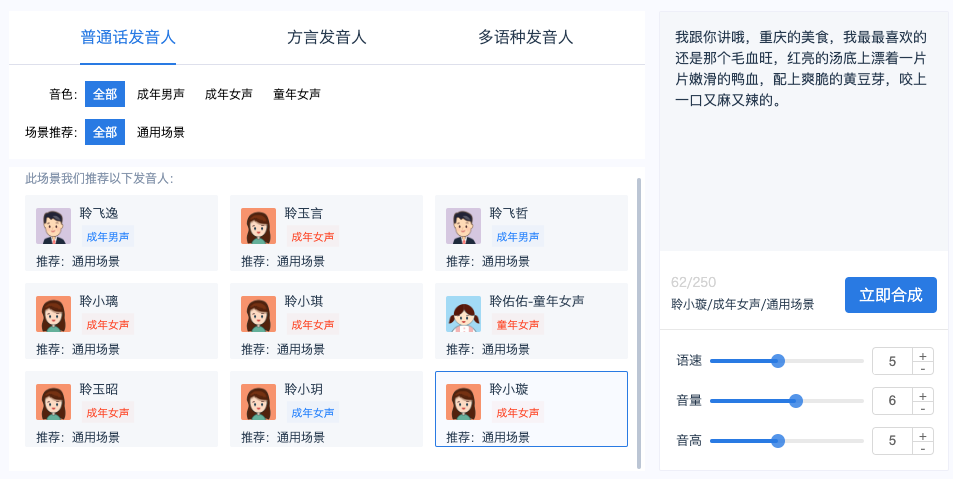 普通话发音人
方言发音人
多语种发音人
音色：
全部
成年男声
成年女声
童年女声
场景推荐：
全部
通用场景
此场景我们推荐以下发音人：
聆飞逸
成年男声
推荐：通用场景
聆玉言
成年女声
推荐：通用场景
聆飞哲
成年男声
推荐：通用场景
聆小璃
成年女声
推荐：通用场景
聆小琪
成年女声
推荐：通用场景
聆佑佑-童年女声
童年女声
推荐：通用场景
聆玉昭
成年女声
推荐：通用场景
聆小玥
成年女声
推荐：通用场景
聆小璇
成年女声
推荐：通用场景
我跟你讲哦，重庆的美食，我最最喜欢的
还是那个毛血旺，红亮的汤底上漂着一片
片嫩滑的鸭血，配上爽脆的黄豆芽，咬上
一口又麻又辣的。
62/250
聆小璇/成年女声/通用场景
立即合成
语速
5
+
-
音量
6
+
-
音高
5
+
-